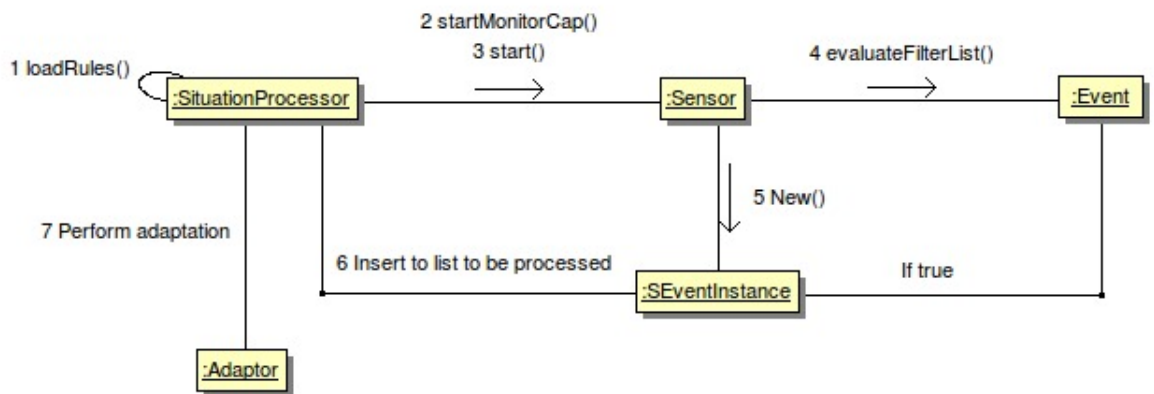 2 startMonitorCap()
3 start()
4 evaluateFilterList()
1 loadRules()
:SituationProcessor
:Sensor
:Event
5 New()
7 Perform adaptation
6 Insert to list to be processed
If true
:SEventInstance
:Adaptor